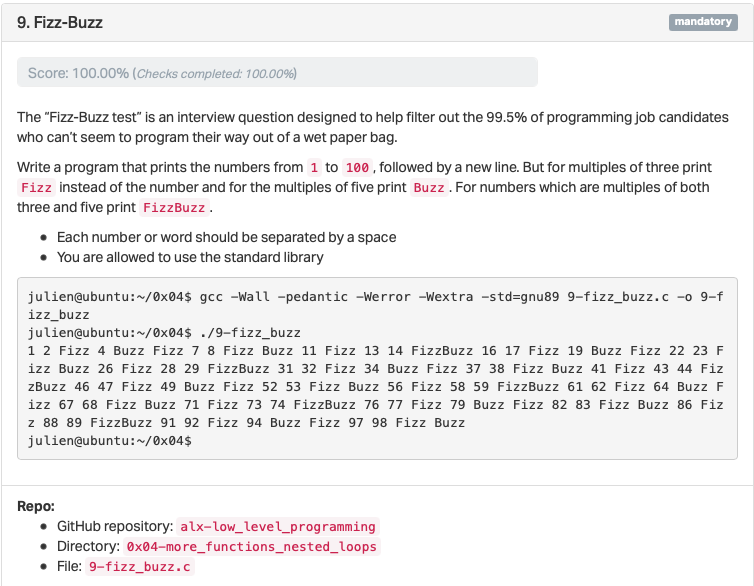 9. Fizz-Buzz
mandatory
Score: 100.00% (Checks completed: 100.00%)
The “Fizz-Buzz test” is an interview question designed to help filter out the 99.5% of programming job candidates
who can’t seem to program their way out of a wet paper bag.
Write a program that prints the numbers from 1 to 100, followed by a new line. But for multiples of three print
Fizz instead of the number and for the multiples of five print Buzz. For numbers which are multiples of both
three and five print FizzBuzz.
• Each number or word should be separated by a space
• You are allowed to use the standard library
julien@ubuntu:~/0x04$ gcc -Wall -pedantic -Werror -Wextra -std=gnu89 9-fizz_buzz.c -o 9-f
izz_buzz
julien@ubuntu:~/0x04$ ./9-fizz_buzz
1 2 Fizz 4 Buzz Fizz 7 8 Fizz Buzz 11 Fizz 13 14 FizzBuzz 16 17 Fizz 19 Buzz Fizz 22 23 F
izz Buzz 26 Fizz 28 29 FizzBuzz 31 32 Fizz 34 Buzz Fizz 37 38 Fizz Buzz 41 Fizz 43 44 Fiz
zBuzz 46 47 Fizz 49 Buzz Fizz 52 53 Fizz Buzz 56 Fizz 58 59 FizzBuzz 61 62 Fizz 64 Buzz F
izz 67 68 Fizz Buzz 71 Fizz 73 74 FizzBuzz 76 77 Fizz 79 Buzz Fizz 82 83 Fizz Buzz 86 Fiz
z 88 89 FizzBuzz 91 92 Fizz 94 Buzz Fizz 97 98 Fizz Buzz
julien@ubuntu:~/0x04$
Repo:
• GitHub repository: alx-low_level_programming
• Directory: 0x04-more_functions_nested_loops
• File: 9-fizz_buzz.c